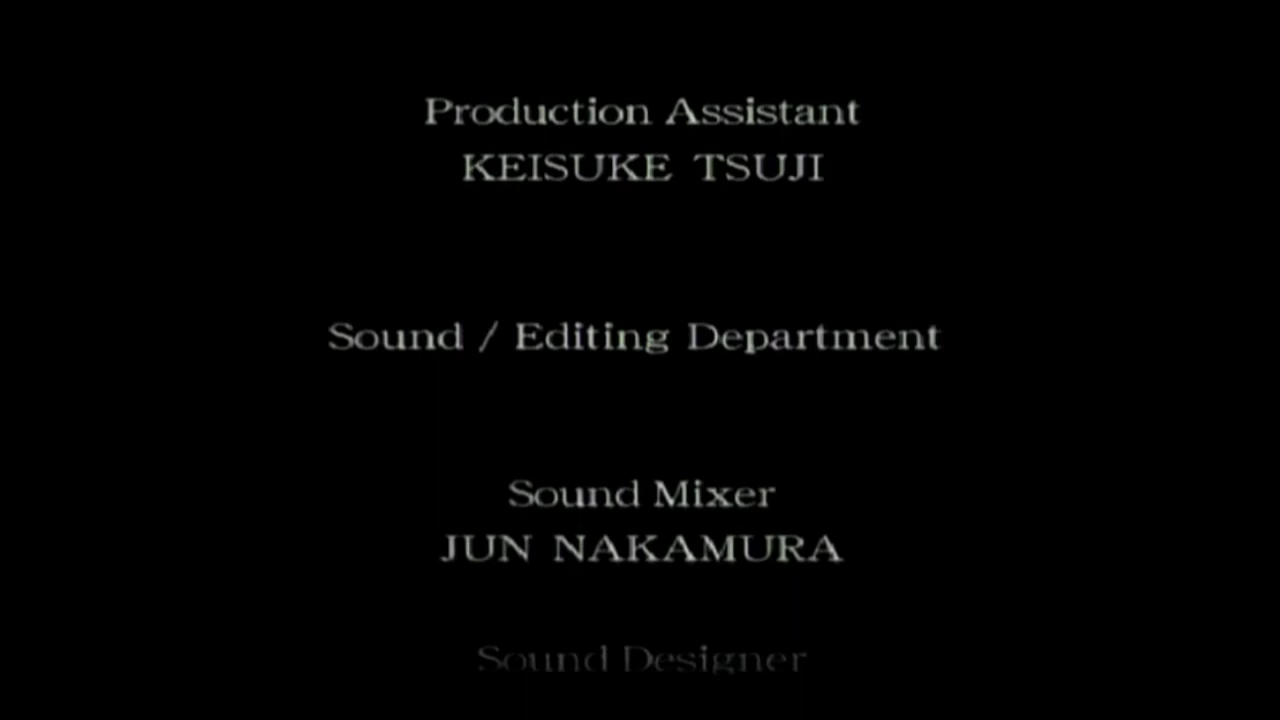 Production Assistant
KEISUKE TSUJI
Sound / Editing Department
Sound Mixer
JUN NAKAMURA
Sound Designer